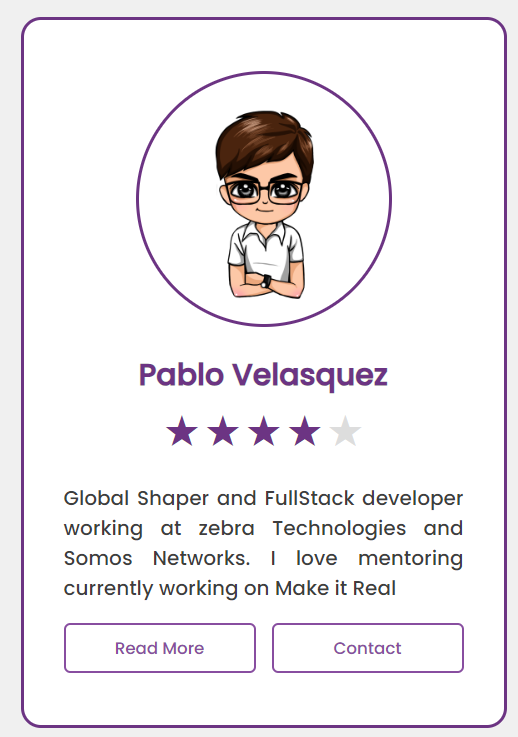 Pablo Velasquez
Global Shaper and FullStack developer
working at zebra Technologies and
Somos Networks. I love mentoring
currently working on Make it Real
Read More
Contact